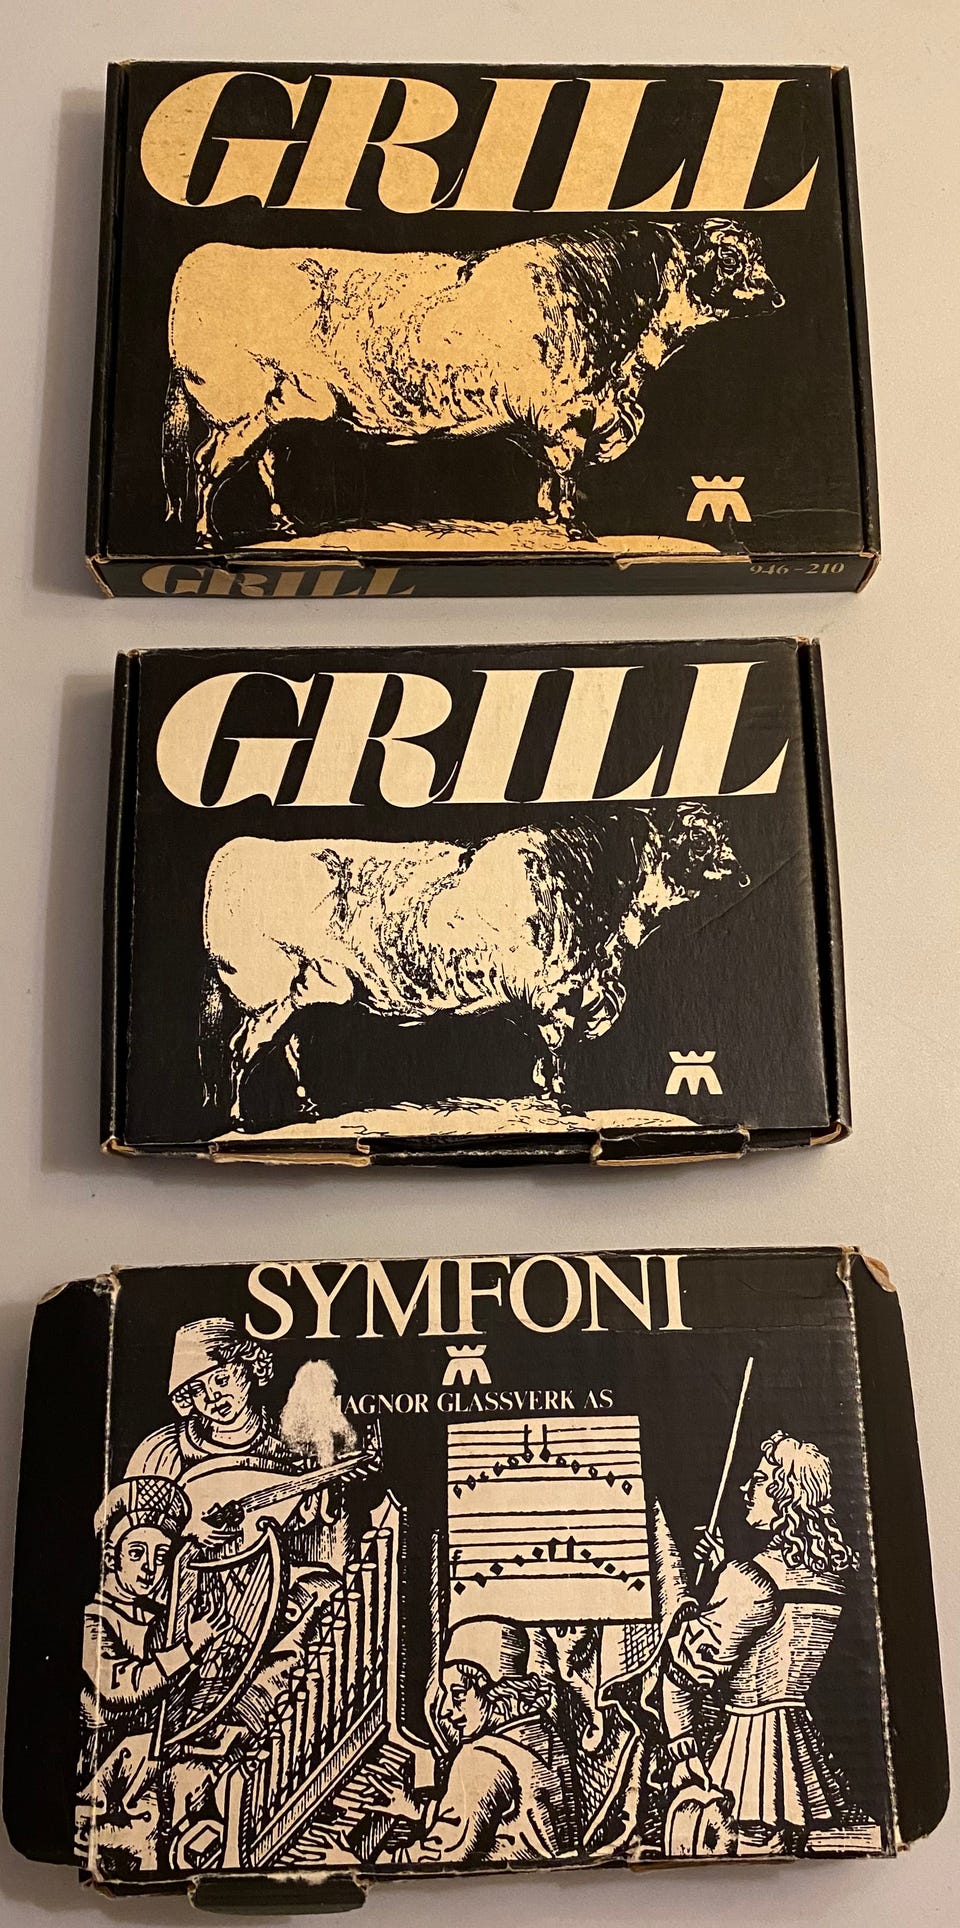 GRILL
GRILL
946-210
GRILL
SYMFONI
AGNOR GLASSVERK AS